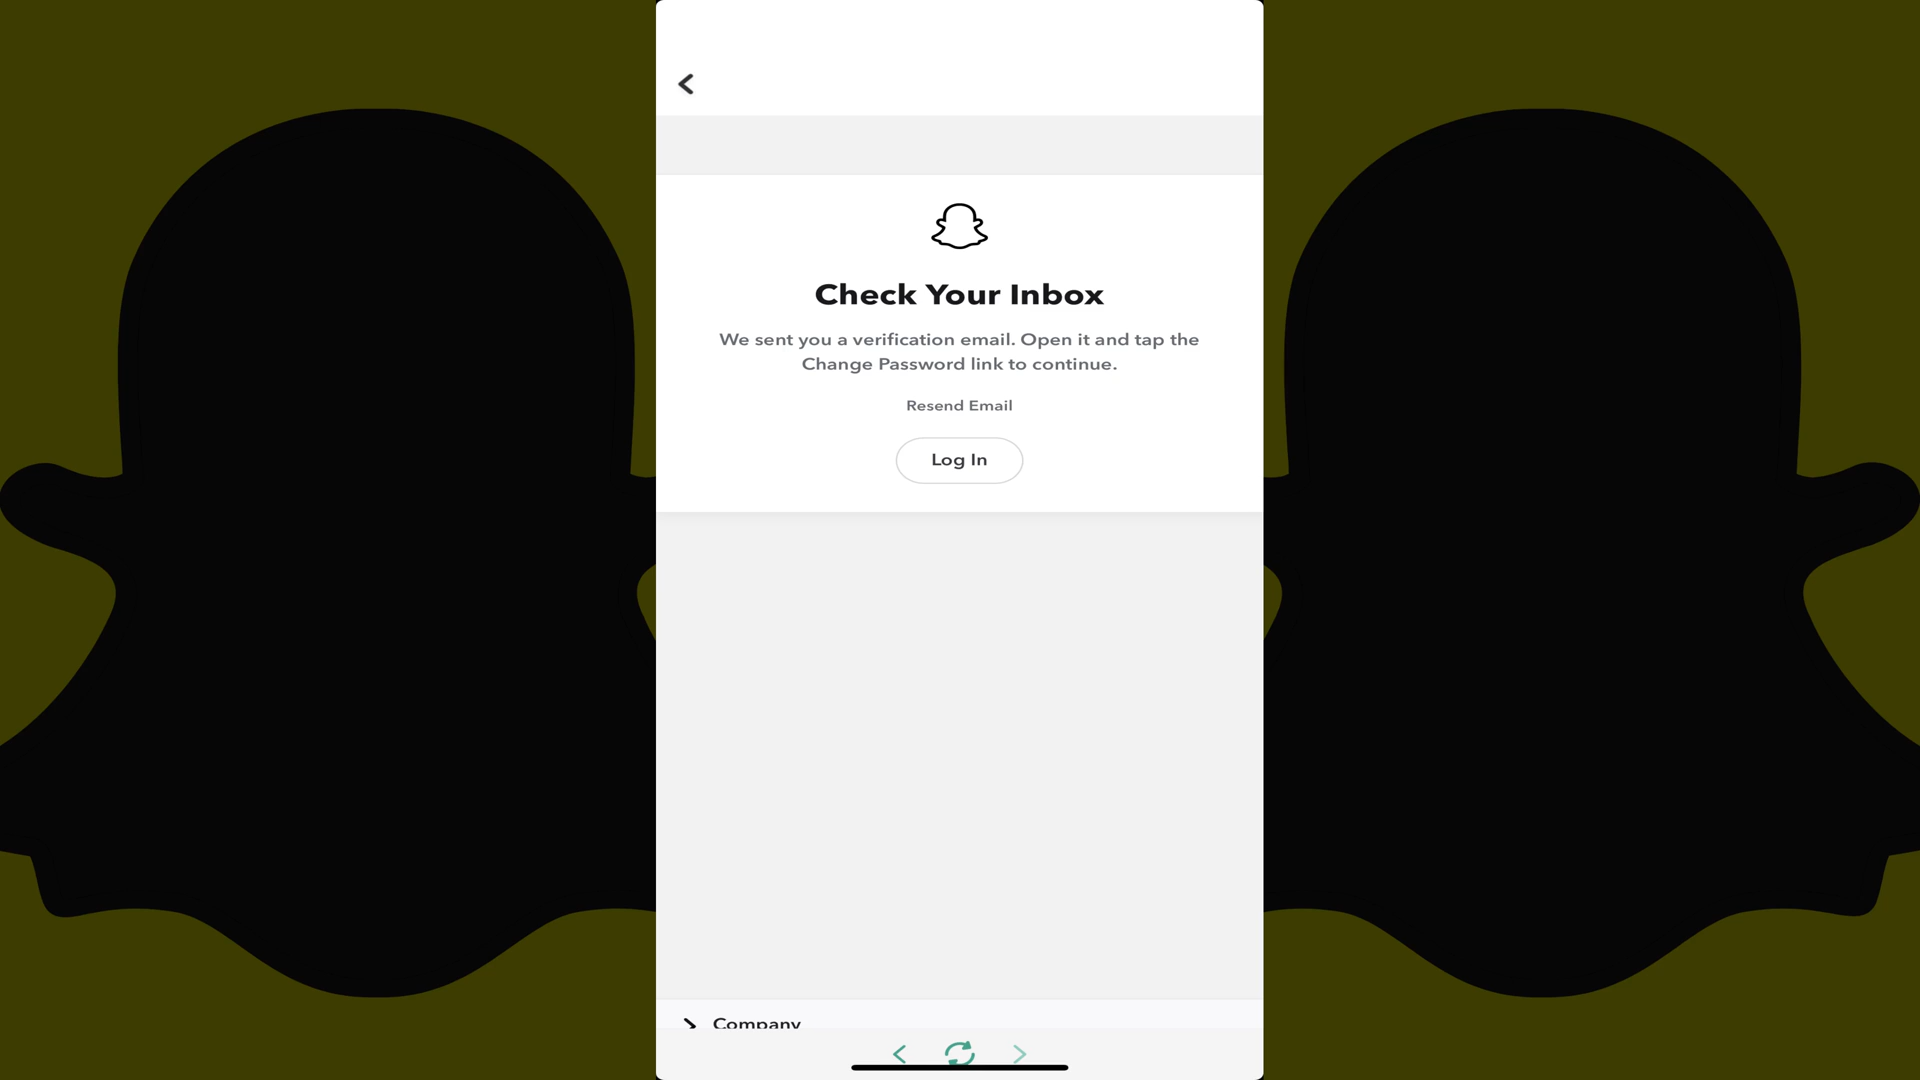 Check Your Inbox
We sent you a verification email. Open it and tap the
Change Password link to continue.
Resend Email
Log In
Company